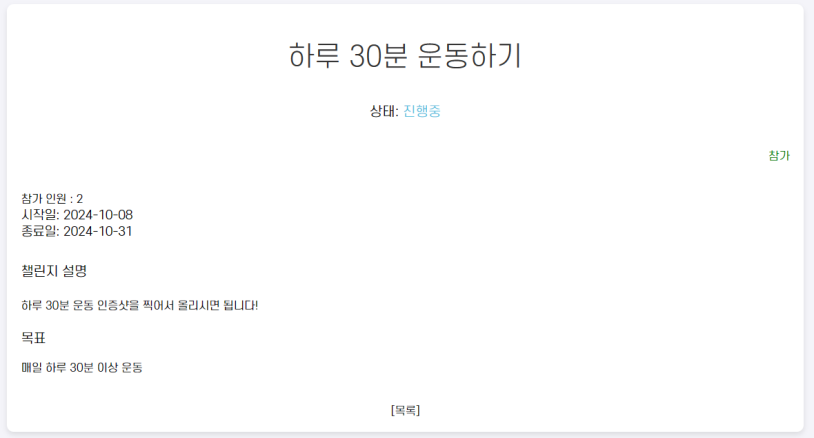 하루 30분 운동하기
상태: 진행중
참가
참가 인원 : 2
시작일: 2024-10-08
종료일: 2024-10-31
챌린지 설명
하루 30분 운동 인증샷을 찍어서 올리시면 됩니다!
목표
매일 하루 30분 이상 운동
[목록]